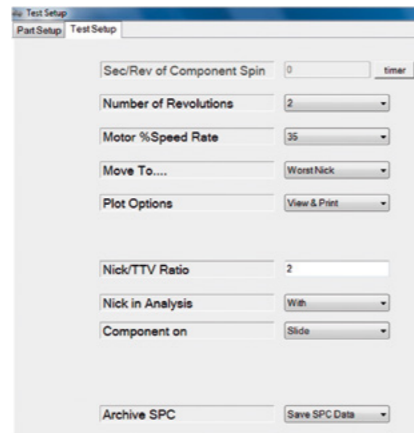 Test Setup
Part Setup Test Setup
Sec/Rev of Component Spin 0 timer
Number of Revolutions 2
Motor %Speed Rate 35
Move To.... Worst Nick
Plot Options View & Print
Nick/TTV Ratio 2
Nick in Analysis With
Component on Slide
Archive SPC Save SPC Data